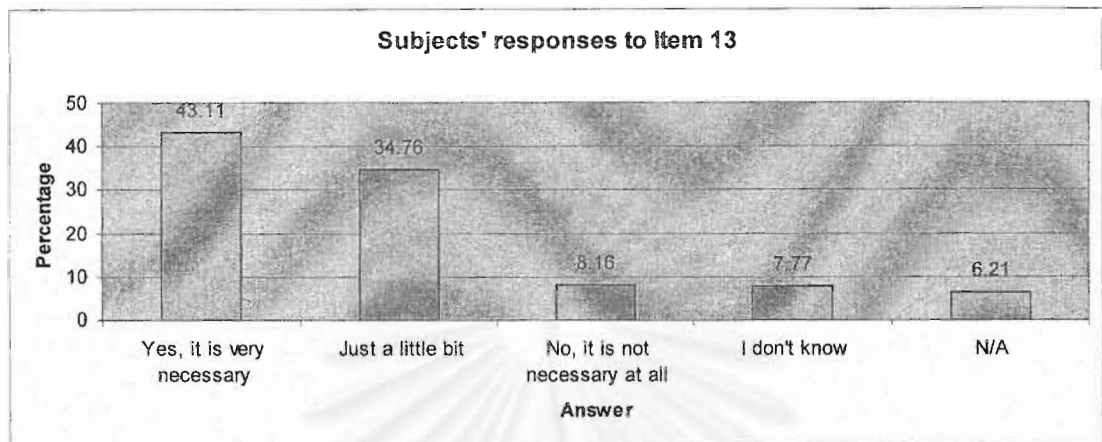 Subjects' responses to Item 13
Percentage
50
40
30
20
10
0
43.11
34.76
8.16
7.77
6.21
Yes, it is very
necessary
Just a little bit
No, it is not
necessary at all
I don't know
N/A
Answer